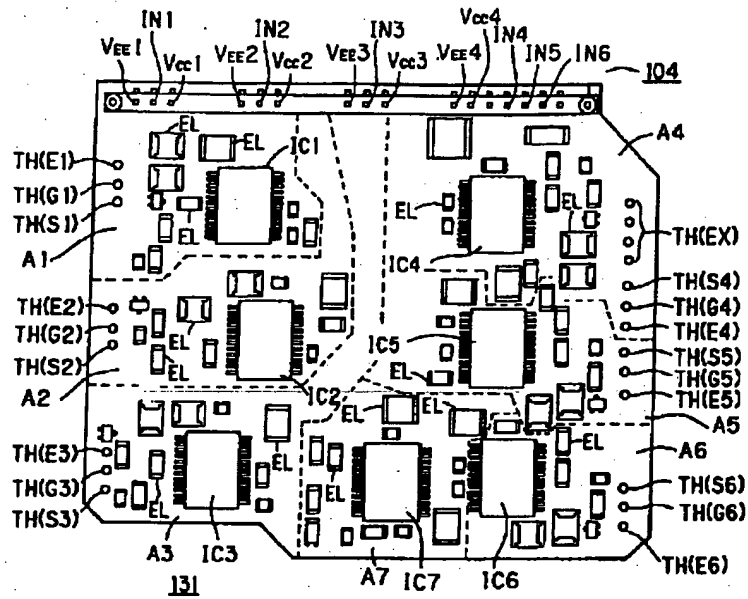 IN1 IN2 IN3 Vcc4 IN4 IN5 IN6
VEE1 Vcc1 VEE2 Vcc2 VEE3 Vcc3 VEE4
104
A4
EL EL IC1
TH(E1)
TH(G1)
TH(S1)
EL
EL
EL
A1
IC4
TH(EX)
TH(S4)
TH(G4)
TH(E4)
TH(E2)
TH(G2)
TH(S2)
EL
EL
IC5
TH(S5)
TH(G5)
TH(E5)
A2
IC2
EL
A5
EL
EL
EL
A6
TH(E3)
TH(G3)
TH(S3)
EL
EL
EL
TH(S6)
TH(G6)
TH(E6)
A3 IC3
A7 IC7 IC6
131